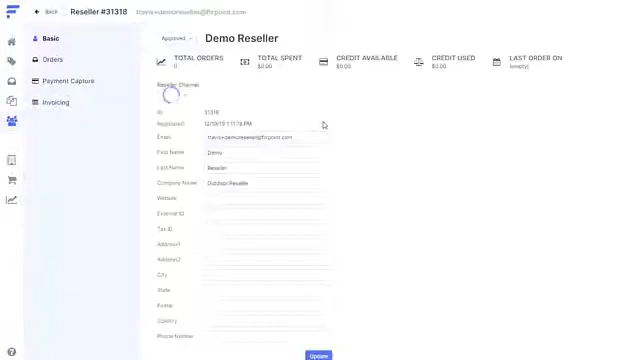 Back
Reseller #31318
travis+demoreseller@fixpoint.com
Basic
Orders
Payment Capture
Invoicing
Approved
Demo Reseller
TOTAL ORDERS
0
TOTAL SPENT
$0.00
CREDIT AVAILABLE
$0.00
CREDIT USED
$0.00
LAST ORDER ON
(empty)
Reseller Channel
ID 31318
Registered 12/19/19 1:11:19 PM
Email travis+demoreseller@fixpoint.com
First Name Demo
Last Name Reseller
Company Name Outdoor Reseller
Website
External ID
Tax ID
Address1
Address2
City
State
Postal
Country
Phone Number
Update